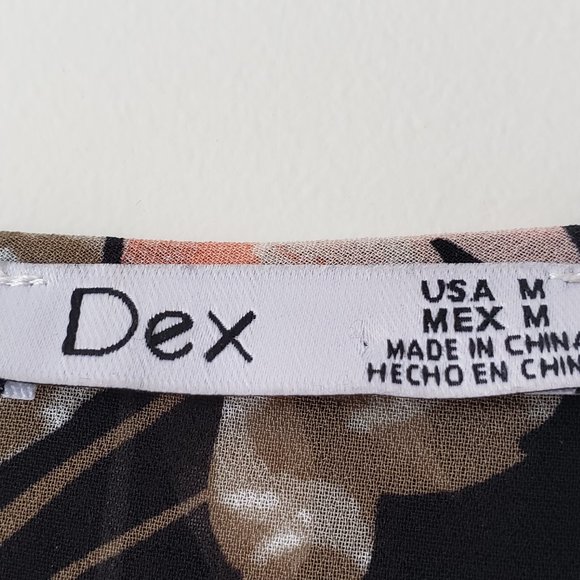 Dex
USA M
MEX M
MADE IN CHINA
HECHO EN CHIN